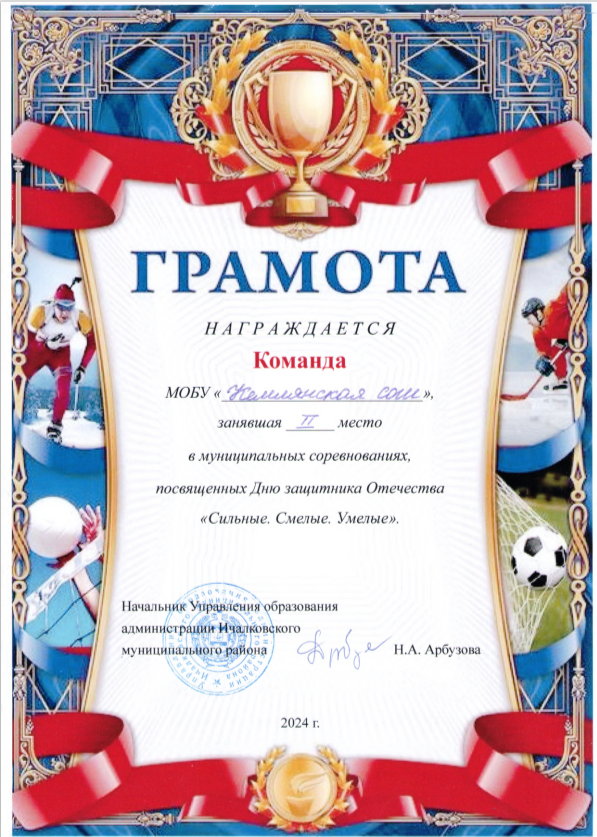 ГРАМОТА
НАГРАЖДАЕТСЯ
Команда
МОБУ «Кемлянская сош»,
занявшая II место
в муниципальных соревнованиях,
посвященных Дню защитника Отечества
«Сильные. Смелые. Умелые».
Начальник Управления образования
администрации Ичалковского
муниципального района Н.А. Арбузова
2024 г.